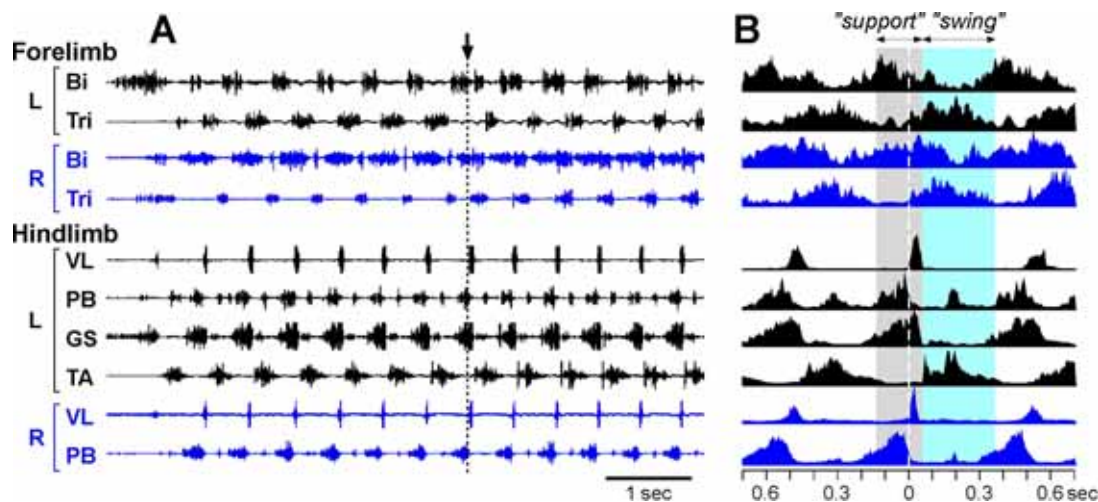 A
B
"support" "swing"
Forelimb
L
Bi
Tri
R
Bi
Tri
Hindlimb
L
VL
PB
GS
TA
R
VL
PB
1 sec
0.6 0.3 0 0.3 0.6 sec